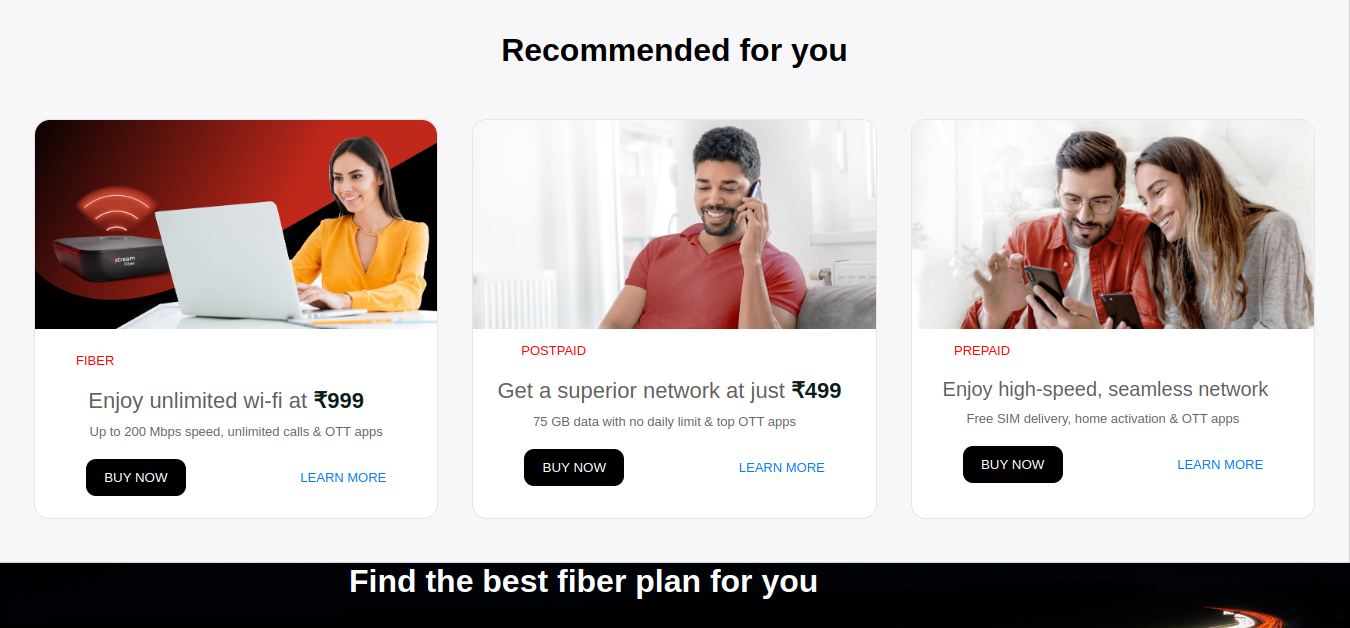 Recommended for you
Xstream
Fiber
FIBER
Enjoy unlimited wi-fi at ₹999
Up to 200 Mbps speed, unlimited calls & OTT apps
BUY NOW
LEARN MORE
POSTPAID
Get a superior network at just ₹499
75 GB data with no daily limit & top OTT apps
BUY NOW
LEARN MORE
PREPAID
Enjoy high-speed, seamless network
Free SIM delivery, home activation & OTT apps
BUY NOW
LEARN MORE
Find the best fiber plan for you